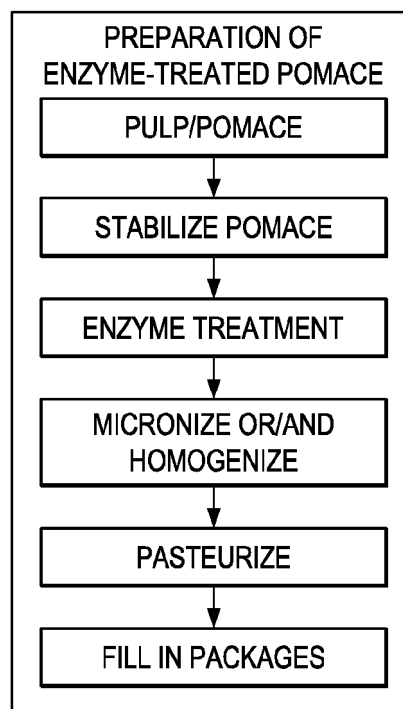 PREPARATION OF
ENZYME-TREATED POMACE
PULP/POMACE
STABILIZE POMACE
ENZYME TREATMENT
MICRONIZE OR/AND
HOMOGENIZE
PASTEURIZE
FILL IN PACKAGES